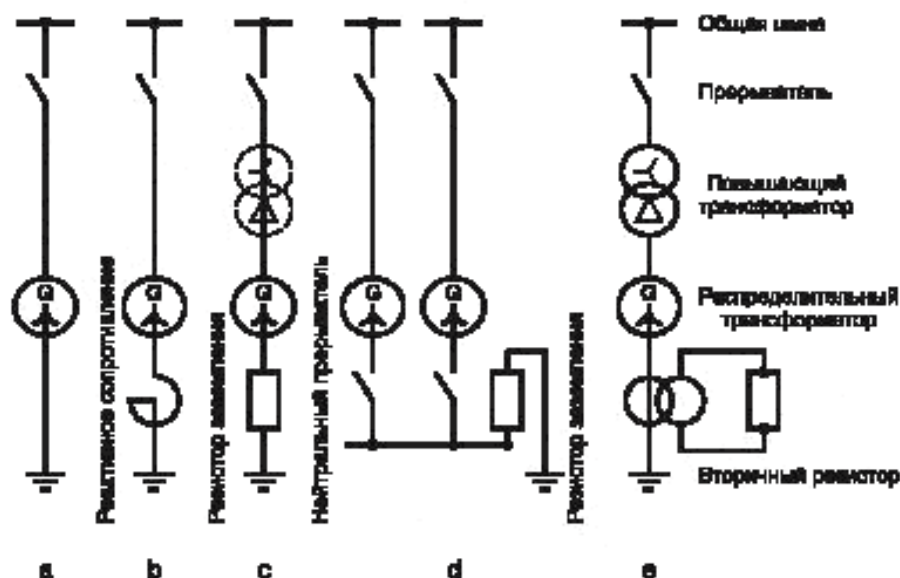 Общая шина
Прерыватель
Повышающий
трансформатор
G
G
G
G
G
G
Распределительный
трансформатор
Реактивное сопротивление
Резистор заземления
Нейтральный прерыватель
Резистор заземления
Вторичный резистор
a
b
c
d
e